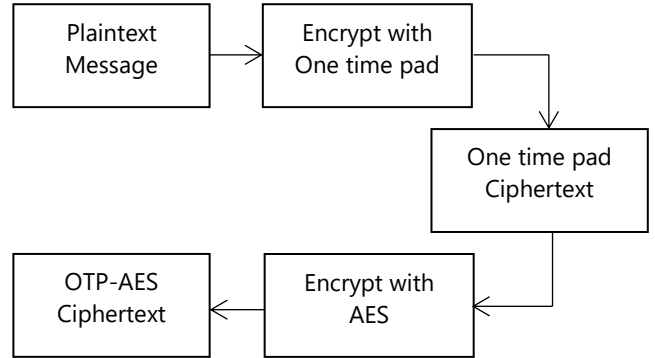 Plaintext
Message
Encrypt with
One time pad
One time pad
Ciphertext
Encrypt with
AES
OTP-AES
Ciphertext